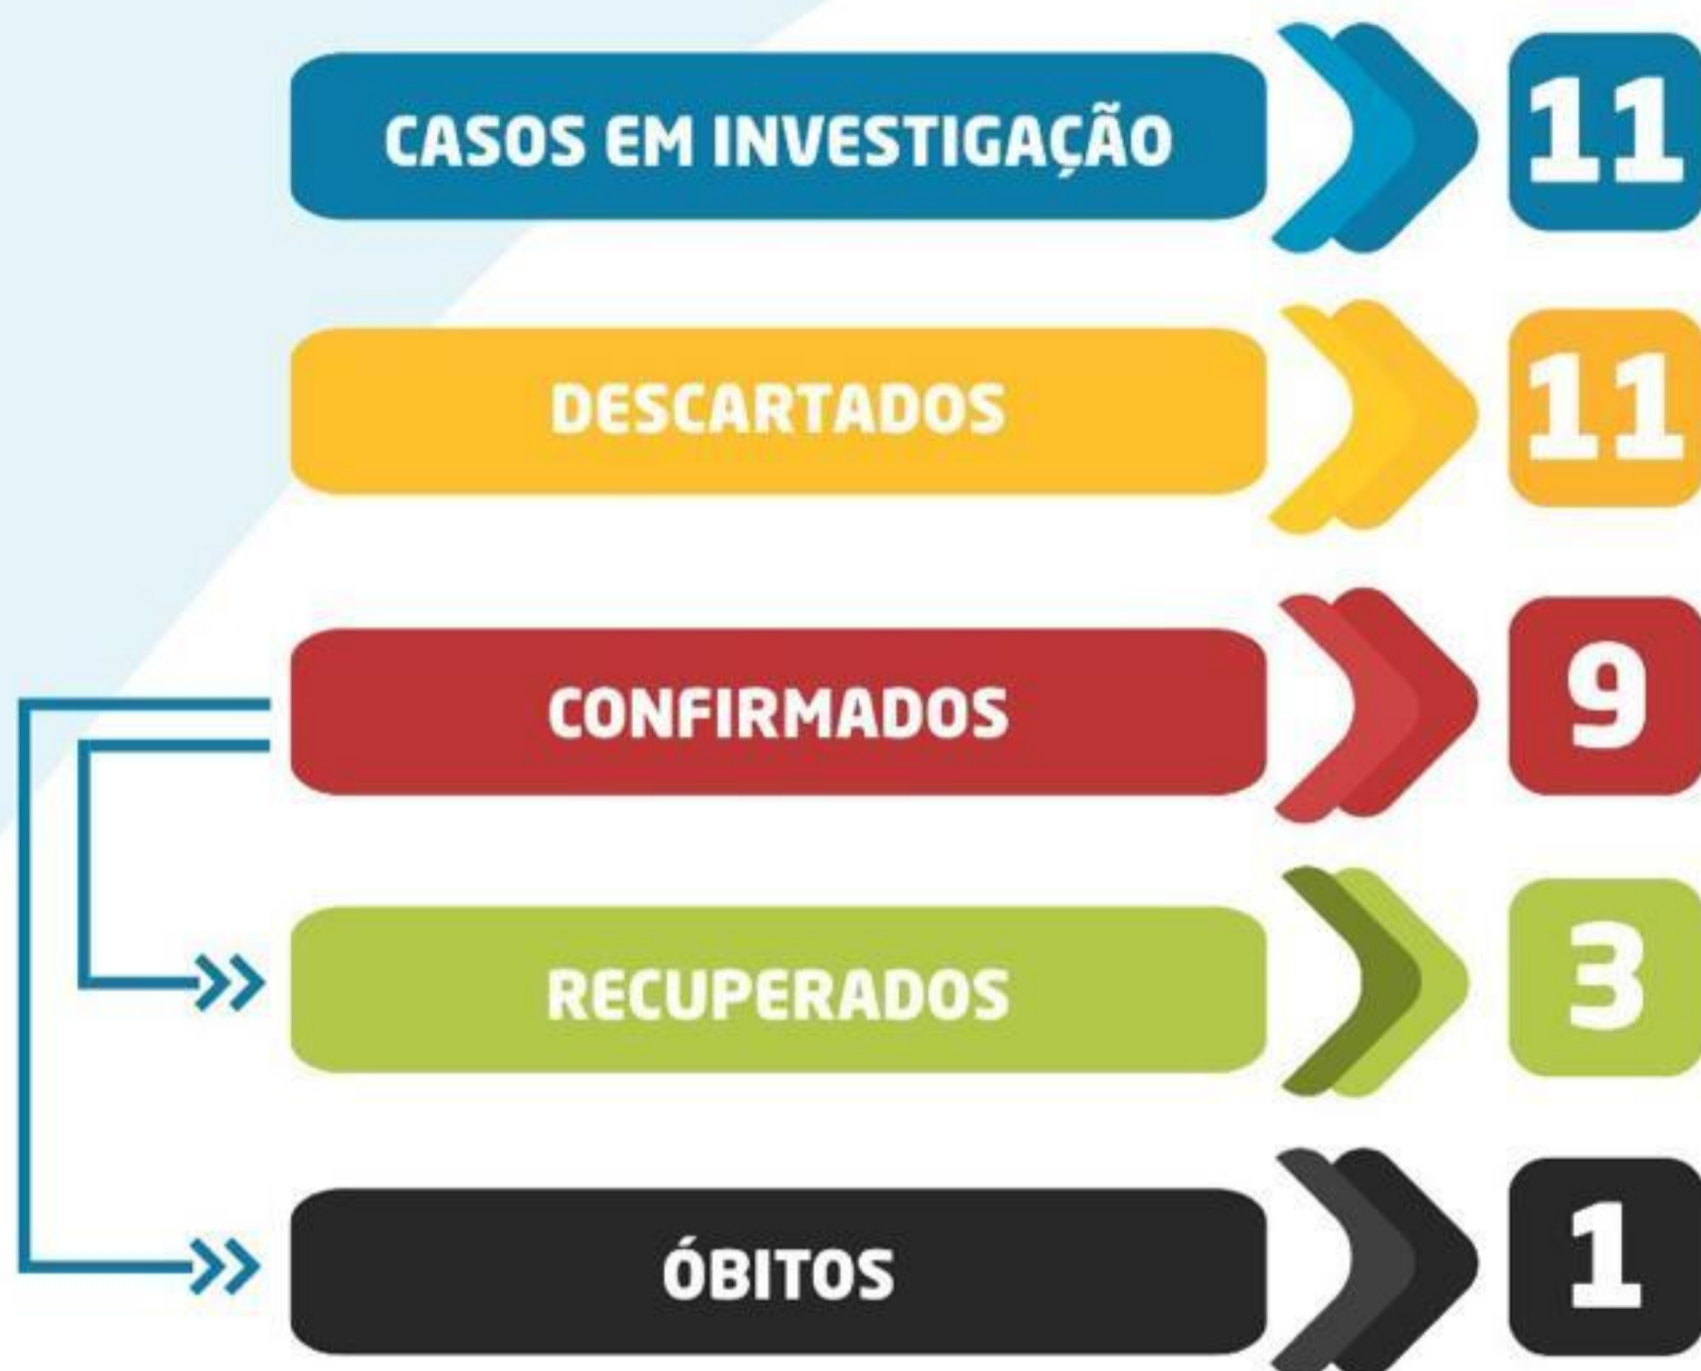 CASOS EM INVESTIGAÇÃO 11
DESCARTADOS 11
CONFIRMADOS 9
RECUPERADOS 3
ÓBITOS 1